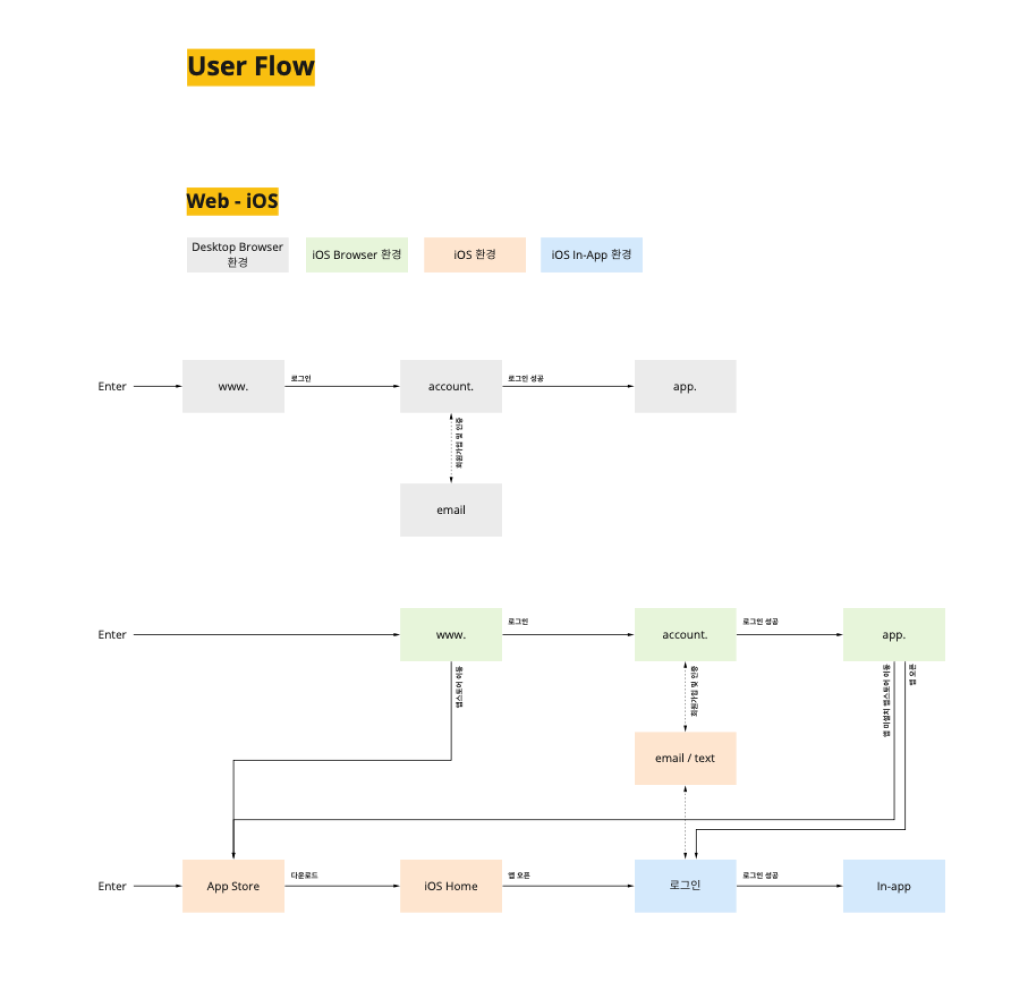 User Flow
Web - iOS
Desktop Browser
환경
iOS Browser 환경
iOS 환경
iOS In-App 환경
Enter
www.
로그인
account.
로그인 성공
app.
회원가입 및 인증
email
Enter
www.
로그인
account.
로그인 성공
app.
앱스토어 이동
회원가입 및 인증
앱 미설치 앱스토어 이동
앱 오픈
email / text
Enter
App Store
다운로드
iOS Home
앱 오픈
로그인
로그인 성공
In-app